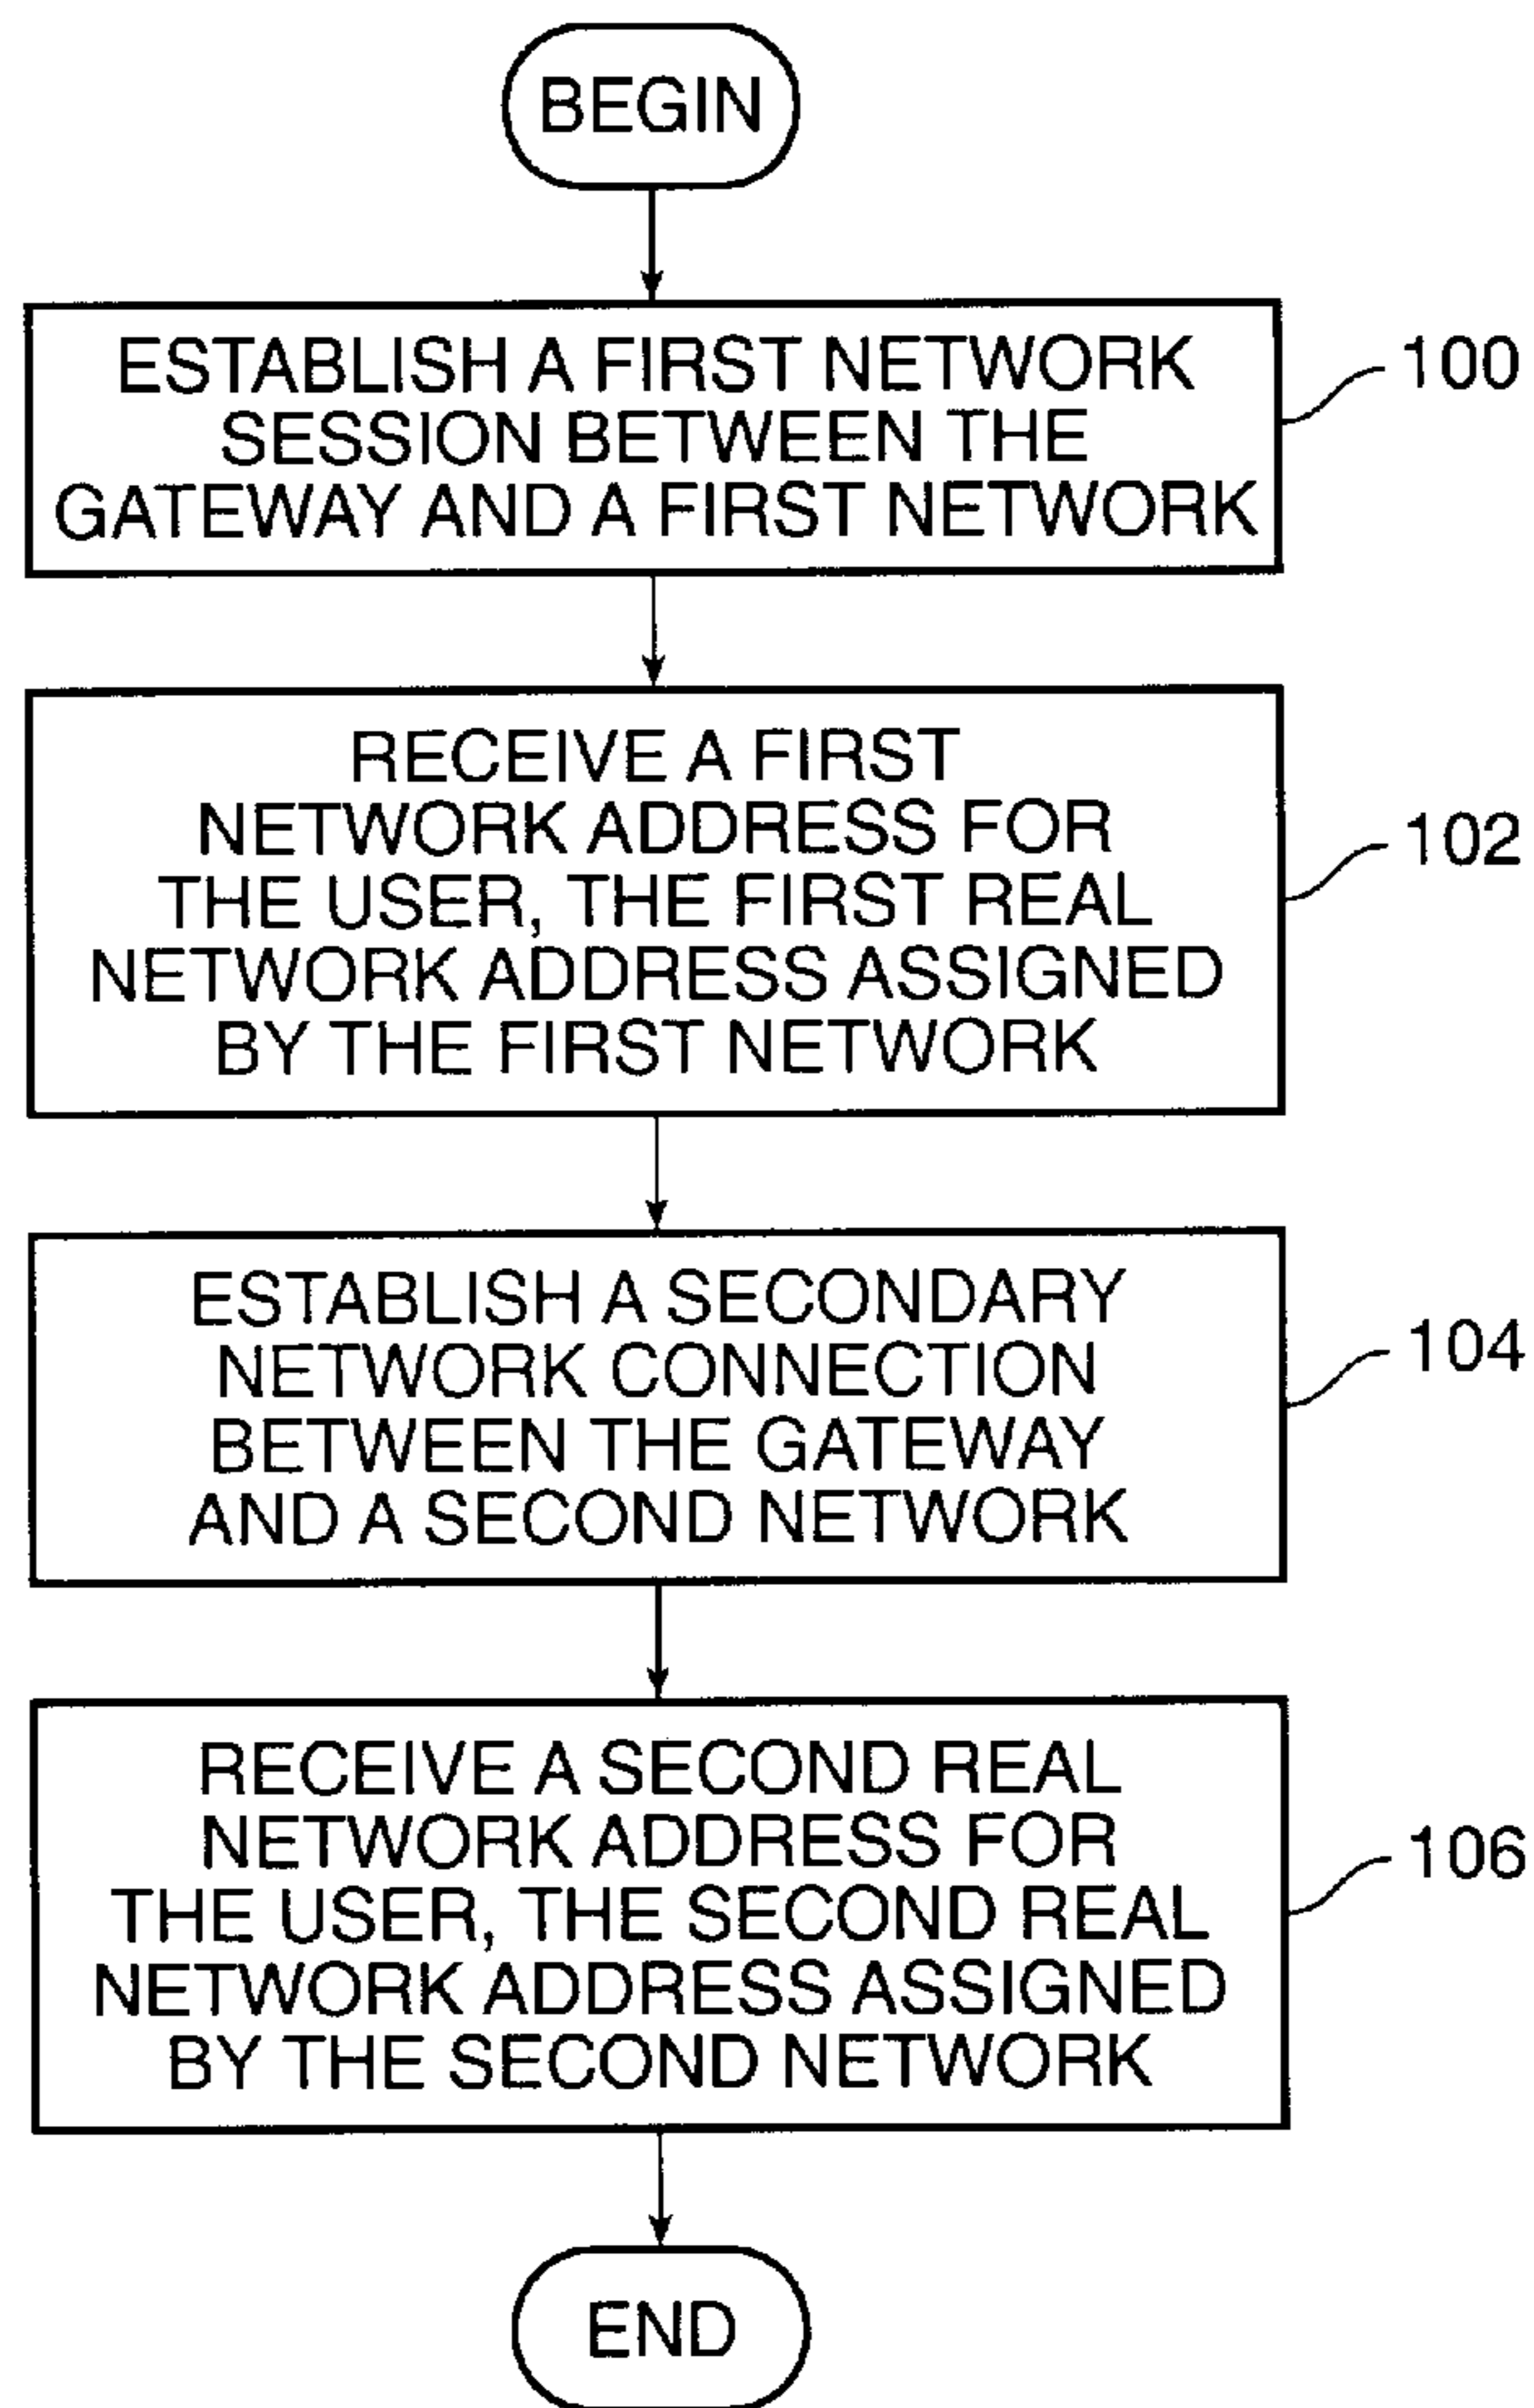 BEGIN
ESTABLISH A FIRST NETWORK
SESSION BETWEEN THE
GATEWAY AND A FIRST NETWORK
100
RECEIVE A FIRST
NETWORK ADDRESS FOR
THE USER, THE FIRST REAL
NETWORK ADDRESS ASSIGNED
BY THE FIRST NETWORK
102
ESTABLISH A SECONDARY
NETWORK CONNECTION
BETWEEN THE GATEWAY
AND A SECOND NETWORK
104
RECEIVE A SECOND REAL
NETWORK ADDRESS FOR
THE USER, THE SECOND REAL
NETWORK ADDRESS ASSIGNED
BY THE SECOND NETWORK
106
END